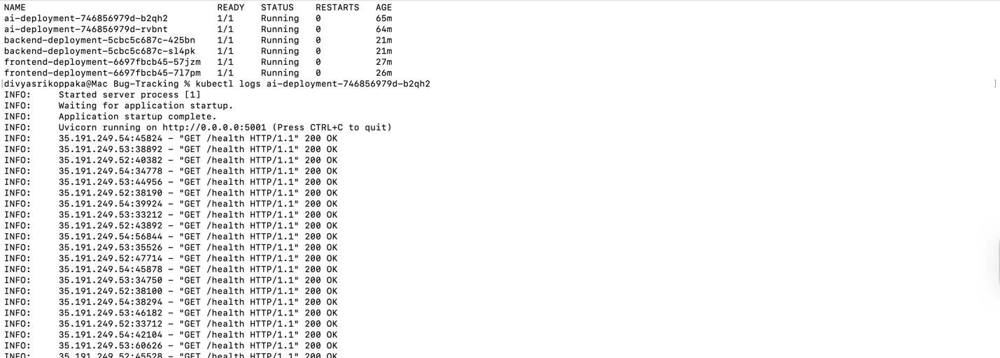 NAME READY STATUS RESTARTS AGE
ai-deployment-746856979d-b2qh2 1/1 Running 0 65m
ai-deployment-746856979d-rvbnt 1/1 Running 0 64m
backend-deployment-5cbc5c687c-425bn 1/1 Running 0 21m
backend-deployment-5cbc5c687c-sl4pk 1/1 Running 0 21m
frontend-deployment-6697fbcb45-57jzm 1/1 Running 0 27m
frontend-deployment-6697fbcb45-7l7pm 1/1 Running 0 26m
[divyasrikoppaka@Mac Bug-Tracking % kubectl logs ai-deployment-746856979d-b2qh2 ]
INFO: Started server process [1]
INFO: Waiting for application startup.
INFO: Application startup complete.
INFO: Uvicorn running on http://0.0.0.0:5001 (Press CTRL+C to quit)
INFO: 35.191.249.54:45824 - "GET /health HTTP/1.1" 200 OK
INFO: 35.191.249.53:38892 - "GET /health HTTP/1.1" 200 OK
INFO: 35.191.249.52:40382 - "GET /health HTTP/1.1" 200 OK
INFO: 35.191.249.54:34778 - "GET /health HTTP/1.1" 200 OK
INFO: 35.191.249.53:44956 - "GET /health HTTP/1.1" 200 OK
INFO: 35.191.249.52:38190 - "GET /health HTTP/1.1" 200 OK
INFO: 35.191.249.54:39924 - "GET /health HTTP/1.1" 200 OK
INFO: 35.191.249.53:33212 - "GET /health HTTP/1.1" 200 OK
INFO: 35.191.249.52:43892 - "GET /health HTTP/1.1" 200 OK
INFO: 35.191.249.54:56844 - "GET /health HTTP/1.1" 200 OK
INFO: 35.191.249.53:35526 - "GET /health HTTP/1.1" 200 OK
INFO: 35.191.249.52:47714 - "GET /health HTTP/1.1" 200 OK
INFO: 35.191.249.54:45878 - "GET /health HTTP/1.1" 200 OK
INFO: 35.191.249.53:34750 - "GET /health HTTP/1.1" 200 OK
INFO: 35.191.249.52:38100 - "GET /health HTTP/1.1" 200 OK
INFO: 35.191.249.54:38294 - "GET /health HTTP/1.1" 200 OK
INFO: 35.191.249.53:46182 - "GET /health HTTP/1.1" 200 OK
INFO: 35.191.249.52:33712 - "GET /health HTTP/1.1" 200 OK
INFO: 35.191.249.54:42104 - "GET /health HTTP/1.1" 200 OK
INFO: 35.191.249.53:60626 - "GET /health HTTP/1.1" 200 OK
INFO: 35.191.249.52:45528 - "GET /health HTTP/1.1" 200 OK